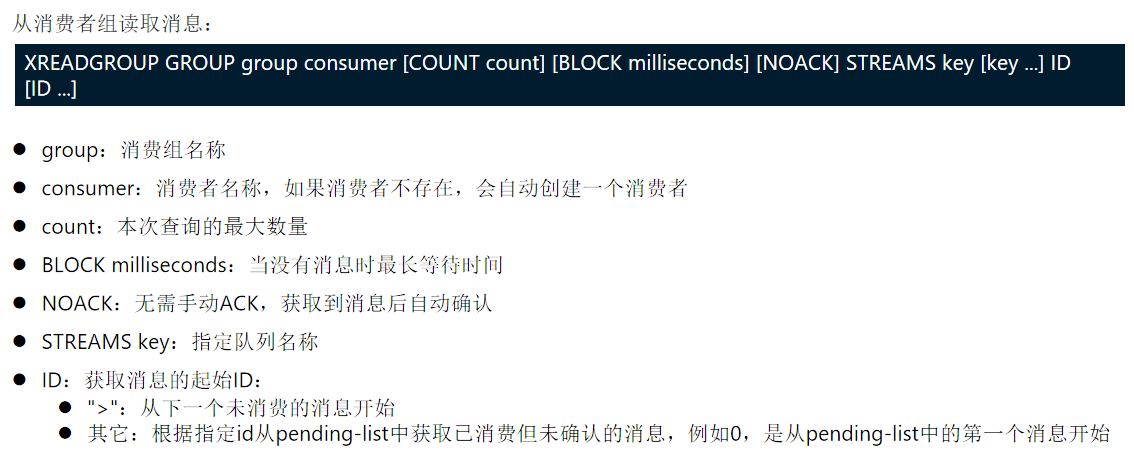 从消费者组读取消息：
XREADGROUP GROUP group consumer [COUNT count] [BLOCK milliseconds] [NOACK] STREAMS key [key ...] ID
[ID ...]
● group：消费组名称
● consumer：消费者名称，如果消费者不存在，会自动创建一个消费者
● count：本次查询的最大数量
● BLOCK milliseconds：当没有消息时最长等待时间
● NOACK：无需手动ACK，获取到消息后自动确认
● STREAMS key：指定队列名称
● ID：获取消息的起始ID：
● ">"：从下一个未消费的消息开始
● 其它：根据指定id从pending-list中获取已消费但未确认的消息，例如0，是从pending-list中的第一个消息开始